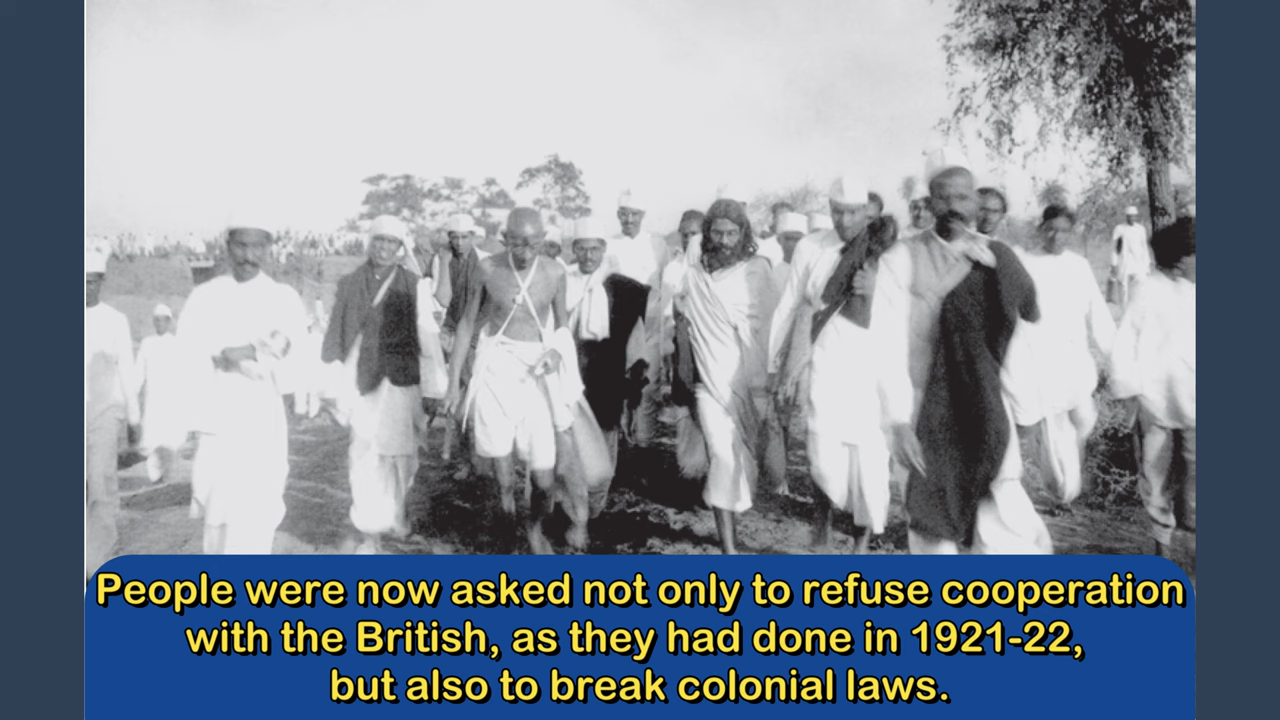 People were now asked not only to refuse cooperation
with the British, as they had done in 1921-22,
but also to break colonial laws.